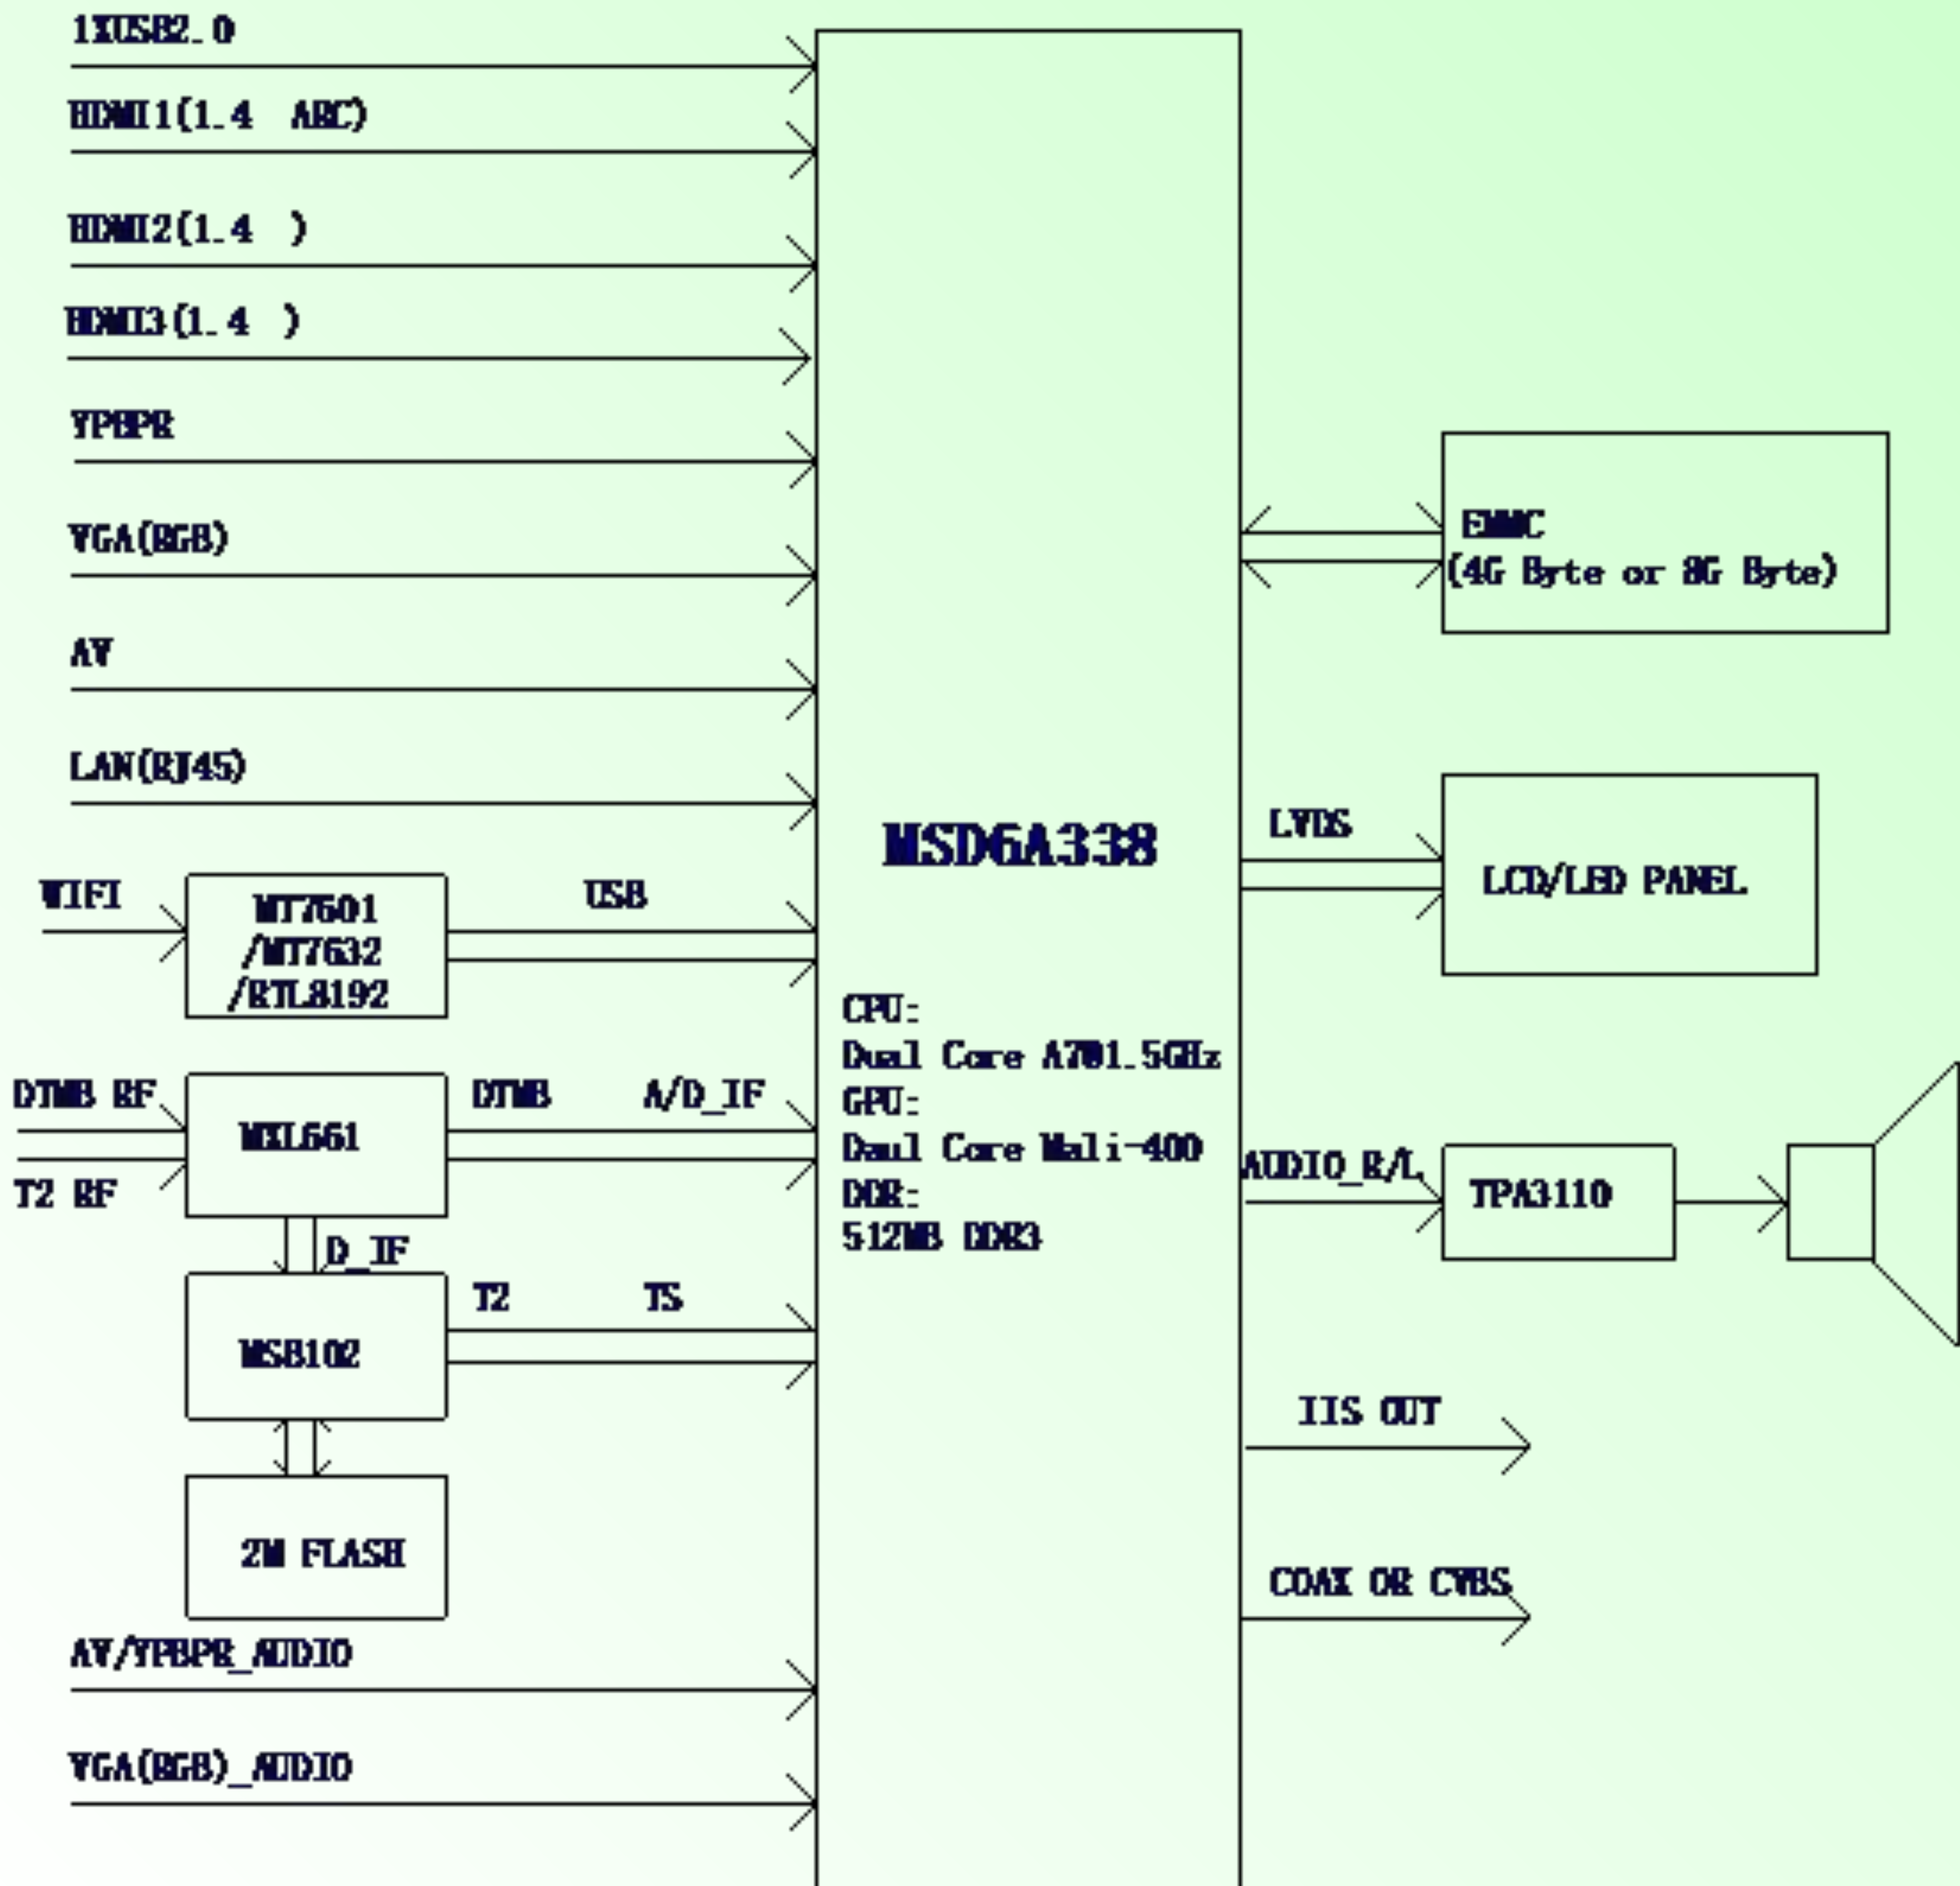 1XUSB2.0
HDMI1(1.4 ARC)
HDMI2(1.4 )
HDMI3(1.4 )
YPBPR
VGA(RGB)
AV
LAN(RJ45)
WIFI
MT7601
/MT7632
/RTL8192
USB
DTMB RF
T2 RF
MXL661
DTMB A/D_IF
D_IF
MSB102
T2 TS
2M FLASH
AV/YPBPR_AUDIO
VGA(RGB)_AUDIO
MSD6A338
CPU:
Dual Core A7@1.5GHz
GPU:
Daul Core Mali-400
DDR:
512MB DDR3
EMMC
(4G Byte or 8G Byte)
LVDS
LCD/LED PANEL
AUDIO_R/L
TPA3110
IIS OUT
COAX OR CVBS